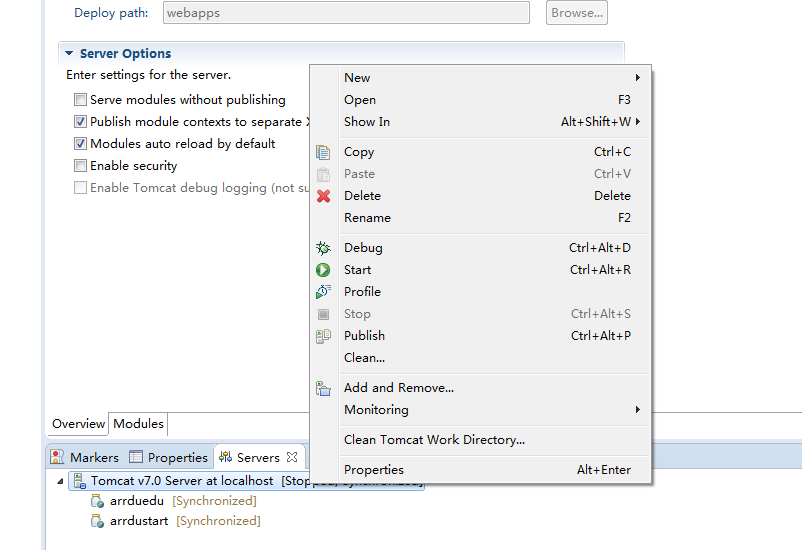 Deploy path:
webapps
Browse...
Server Options
Enter settings for the server.
Serve modules without publishing
Publish module contexts to separate
Modules auto reload by default
Enable security
Enable Tomcat debug logging (not
New
Open F3
Show In Alt+Shift+W
Copy Ctrl+C
Paste Ctrl+V
Delete Delete
Rename F2
Debug Ctrl+Alt+D
Start Ctrl+Alt+R
Profile
Stop Ctrl+Alt+S
Publish Ctrl+Alt+P
Clean...
Add and Remove...
Monitoring
Clean Tomcat Work Directory...
Properties Alt+Enter
Overview Modules
Markers Properties Servers
Tomcat v7.0 Server at localhost
arrduedu [Synchronized]
arrdustart [Synchronized]